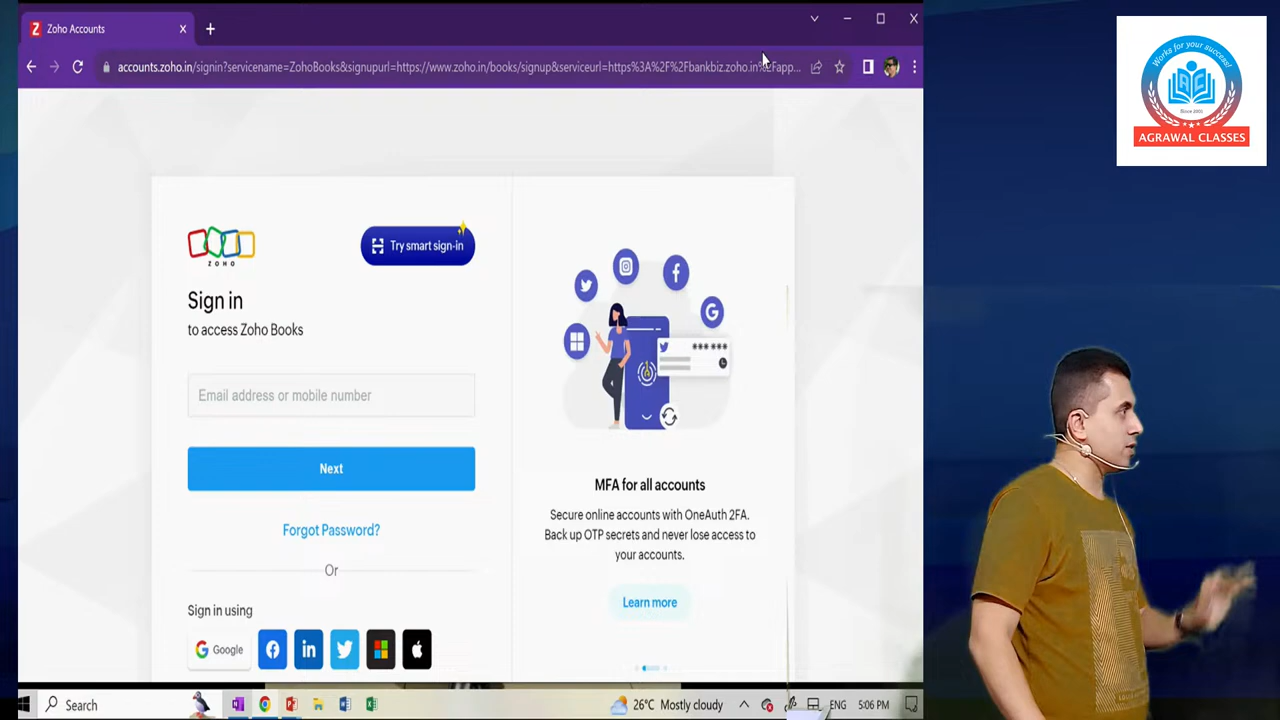 Zoho Accounts
accounts.zoho.in/signin?servicename=ZohoBooks&signupurl=https://www.zoho.in/books/signup&serviceurl=https%3A%2F%2Fbankbiz.zoho.in%2Fapp...
Works for your success!
AC
Since 2001
AGRAWAL CLASSES
ZOHO
Try smart sign-in
Sign in
to access Zoho Books
Email address or mobile number
Next
Forgot Password?
Or
Sign in using
Google
MFA for all accounts
Secure online accounts with OneAuth 2FA.
Back up OTP secrets and never lose access to
your accounts.
Learn more
Search
26°C Mostly cloudy
ENG
5:06 PM